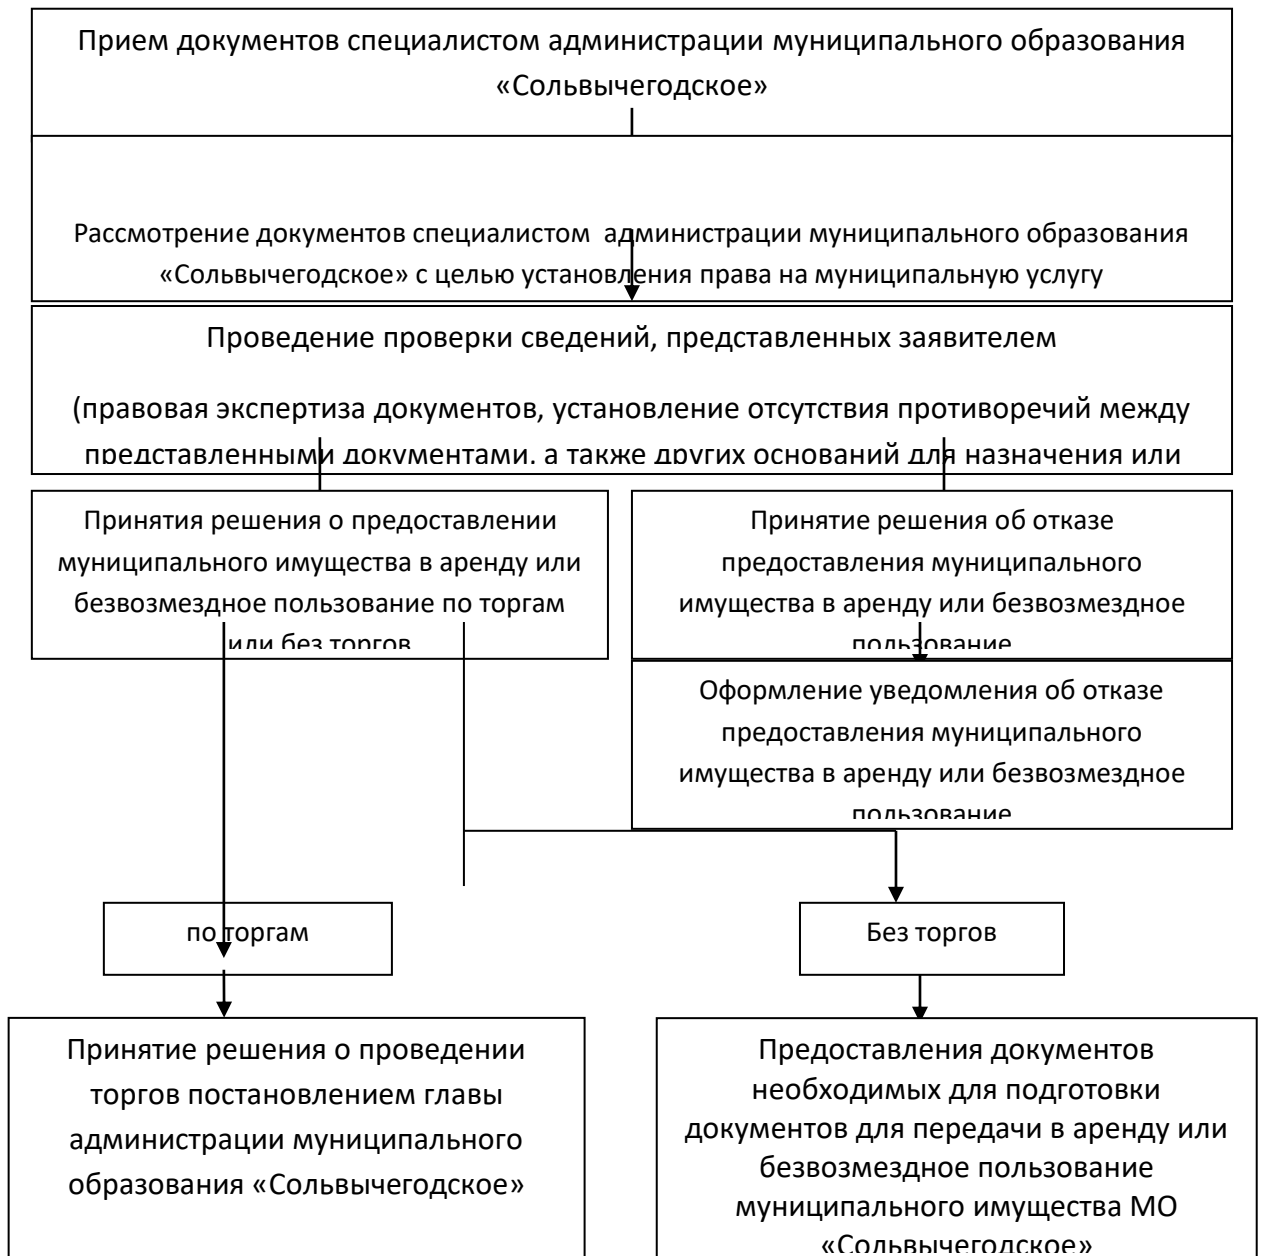 Прием документов специалистом администрации муниципального образования
«Сольвычегодское»
Рассмотрение документов специалистом администрации муниципального образования
«Сольвычегодское» с целью установления права на муниципальную услугу
Проведение проверки сведений, представленных заявителем
(правовая экспертиза документов, установление отсутствия противоречий между
представленными документами, а также других оснований для назначения или
Принятия решения о предоставлении
муниципального имущества в аренду или
безвозмездное пользование по торгам
или без торгов
Принятие решения об отказе
предоставления муниципального
имущества в аренду или безвозмездное
пользование
Оформление уведомления об отказе
предоставления муниципального
имущества в аренду или безвозмездное
пользование
по торгам
Без торгов
Принятие решения о проведении
торгов постановлением главы
администрации муниципального
образования «Сольвычегодское»
Предоставления документов
необходимых для подготовки
документов для передачи в аренду или
безвозмездное пользование
муниципального имущества МО
«Сольвычегодское»